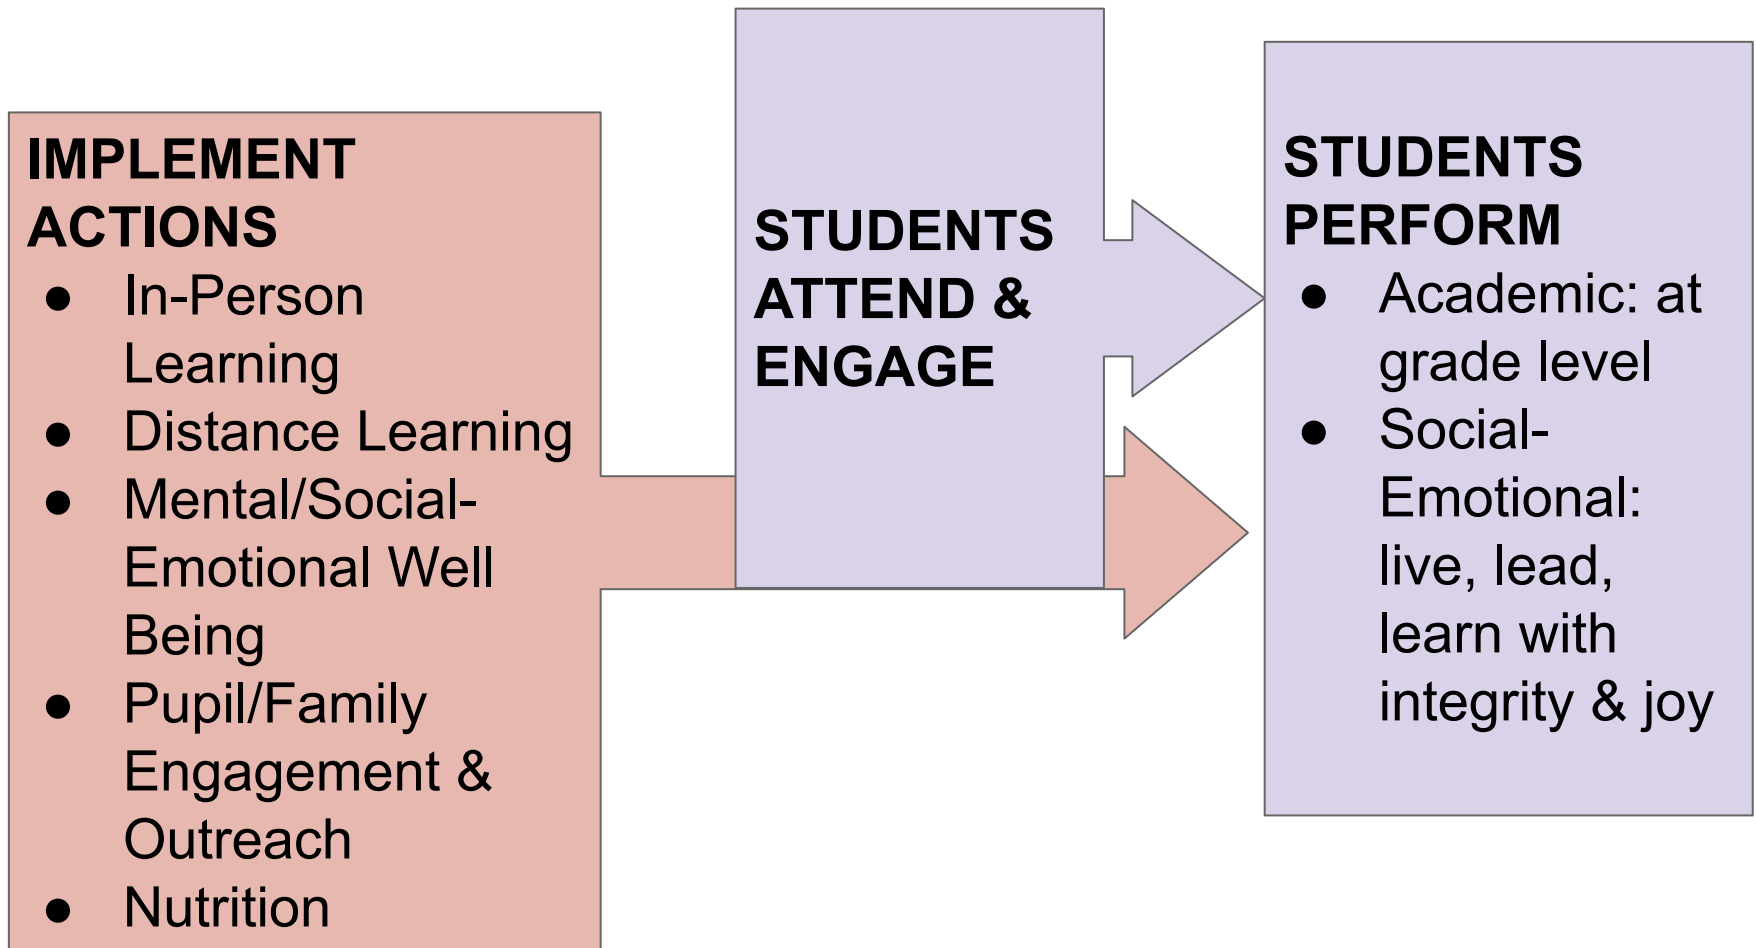 IMPLEMENT
ACTIONS
● In-Person
Learning
● Distance Learning
● Mental/Social-
Emotional Well
Being
● Pupil/Family
Engagement &
Outreach
● Nutrition
STUDENTS
ATTEND &
ENGAGE
STUDENTS
PERFORM
● Academic: at
grade level
● Social-
Emotional:
live, lead,
learn with
integrity & joy